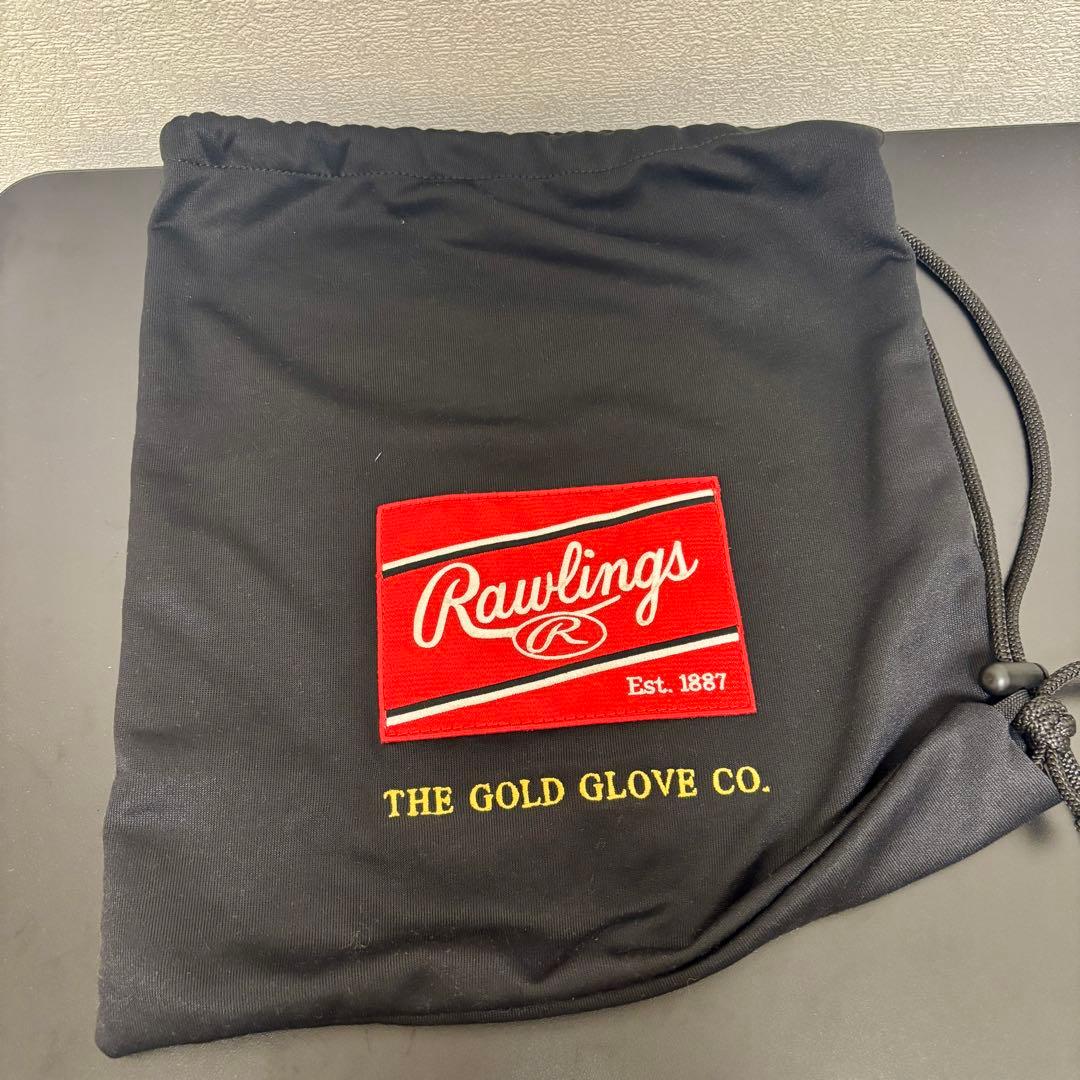 Rawlings
R
Est. 1887
THE GOLD GLOVE CO.